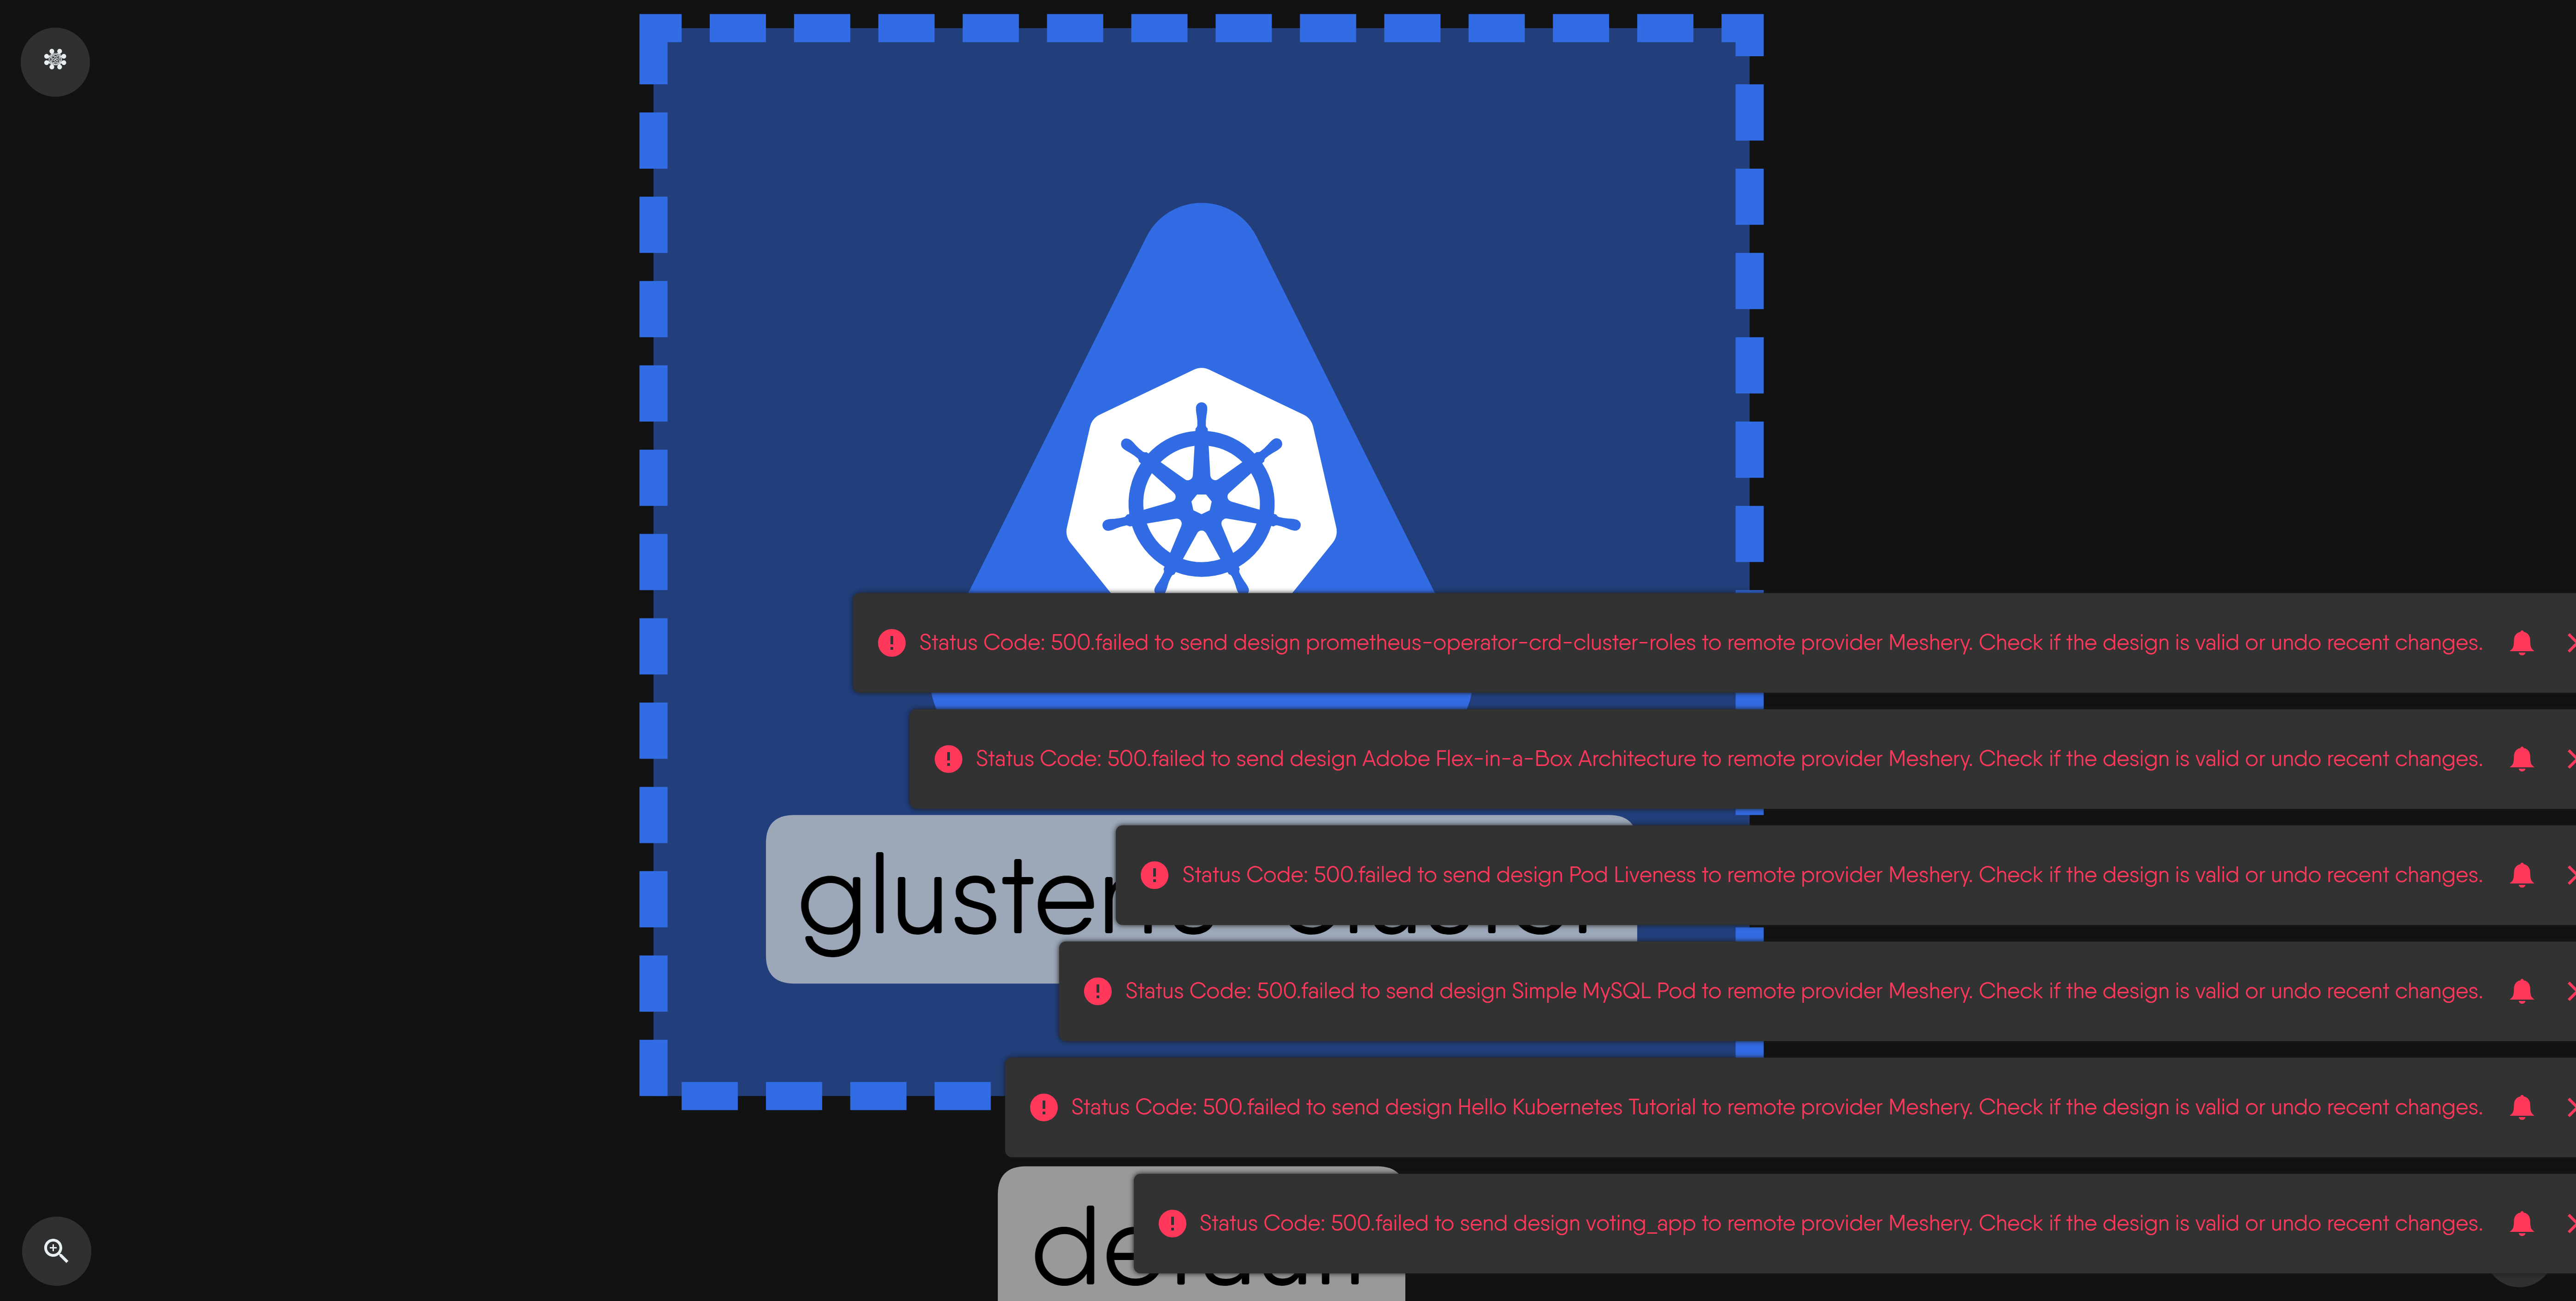 Status Code: 500.failed to send design prometheus-operator-crd-cluster-roles to remote provider Meshery. Check if the design is valid or undo recent changes.
Status Code: 500.failed to send design Adobe Flex-in-a-Box Architecture to remote provider Meshery. Check if the design is valid or undo recent changes.
Status Code: 500.failed to send design Pod Liveness to remote provider Meshery. Check if the design is valid or undo recent changes.
Status Code: 500.failed to send design Simple MySQL Pod to remote provider Meshery. Check if the design is valid or undo recent changes.
Status Code: 500.failed to send design Hello Kubernetes Tutorial to remote provider Meshery. Check if the design is valid or undo recent changes.
Status Code: 500.failed to send design voting_app to remote provider Meshery. Check if the design is valid or undo recent changes.